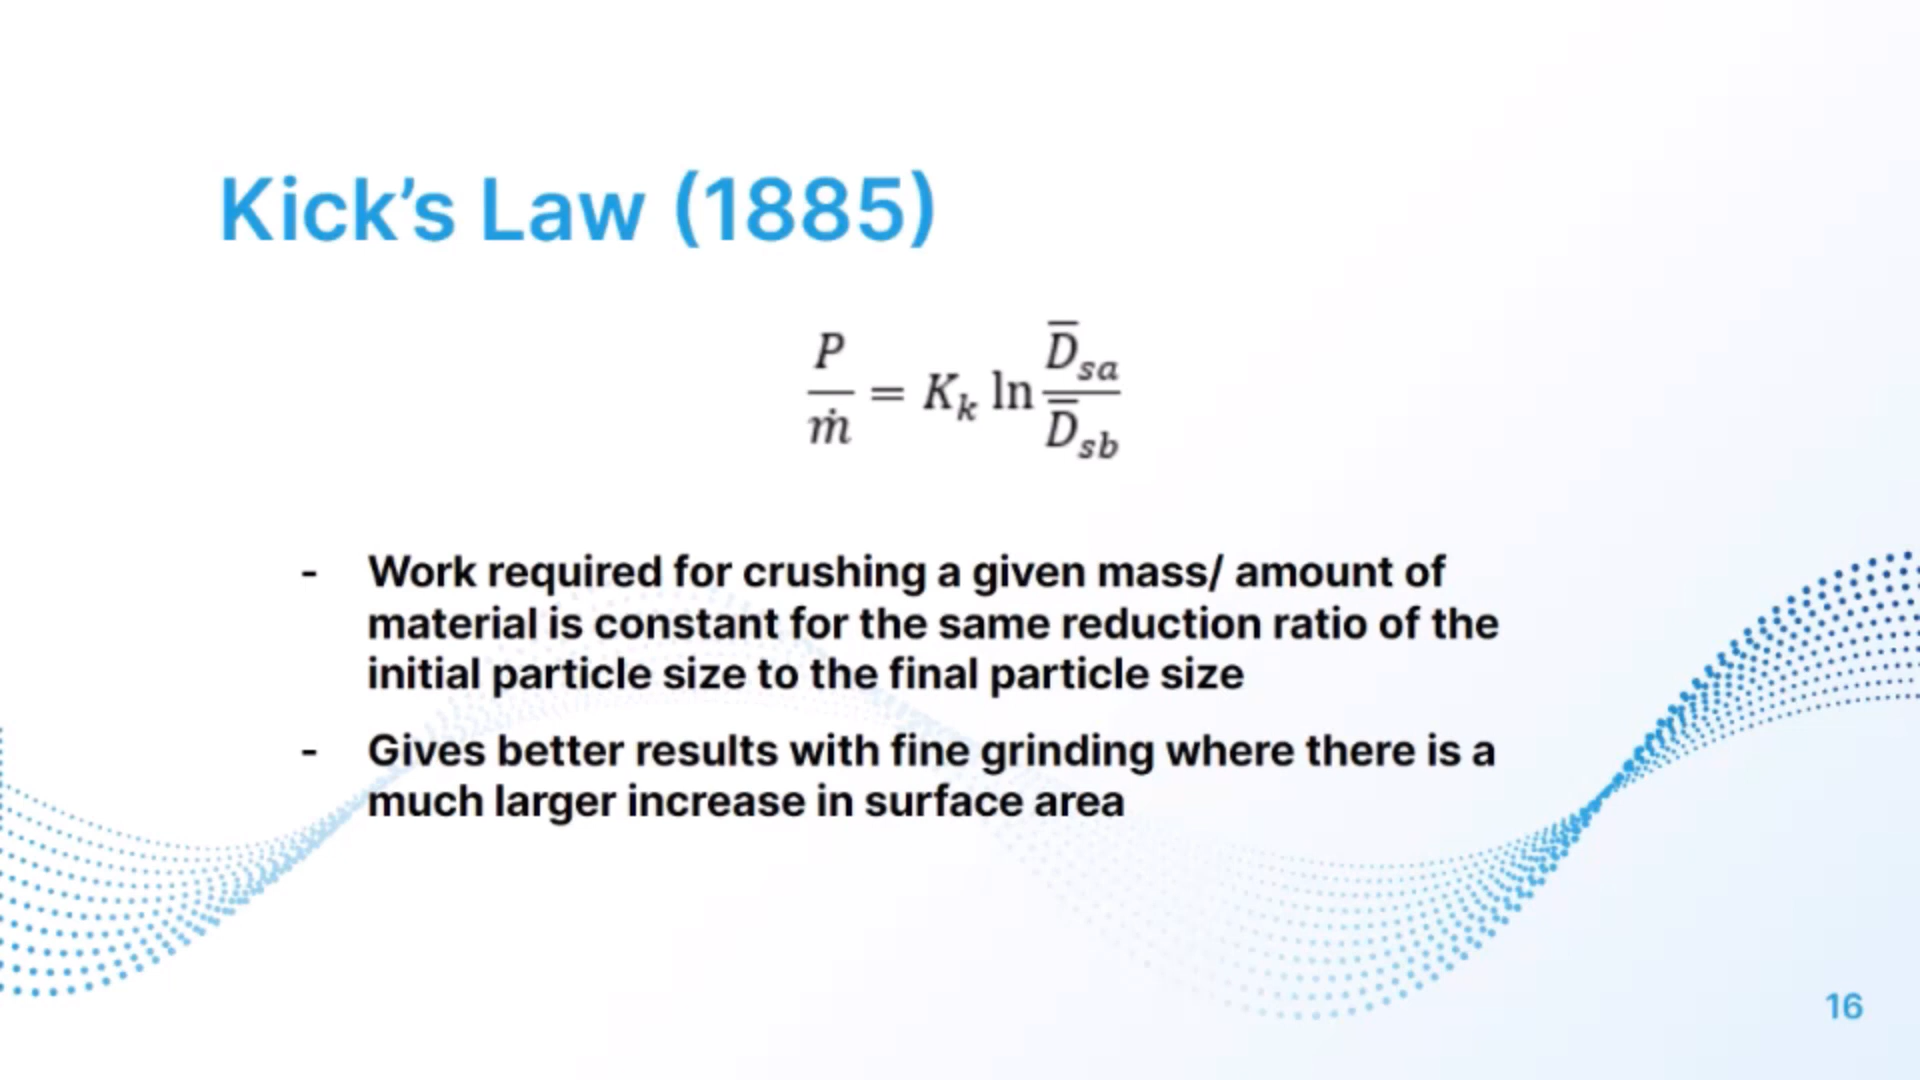 Kick’s Law (1885)
P/ṁ = Kₖ ln D̅ₛₐ/D̅_sb
- Work required for crushing a given mass/ amount of
material is constant for the same reduction ratio of the
initial particle size to the final particle size
- Gives better results with fine grinding where there is a
much larger increase in surface area
16